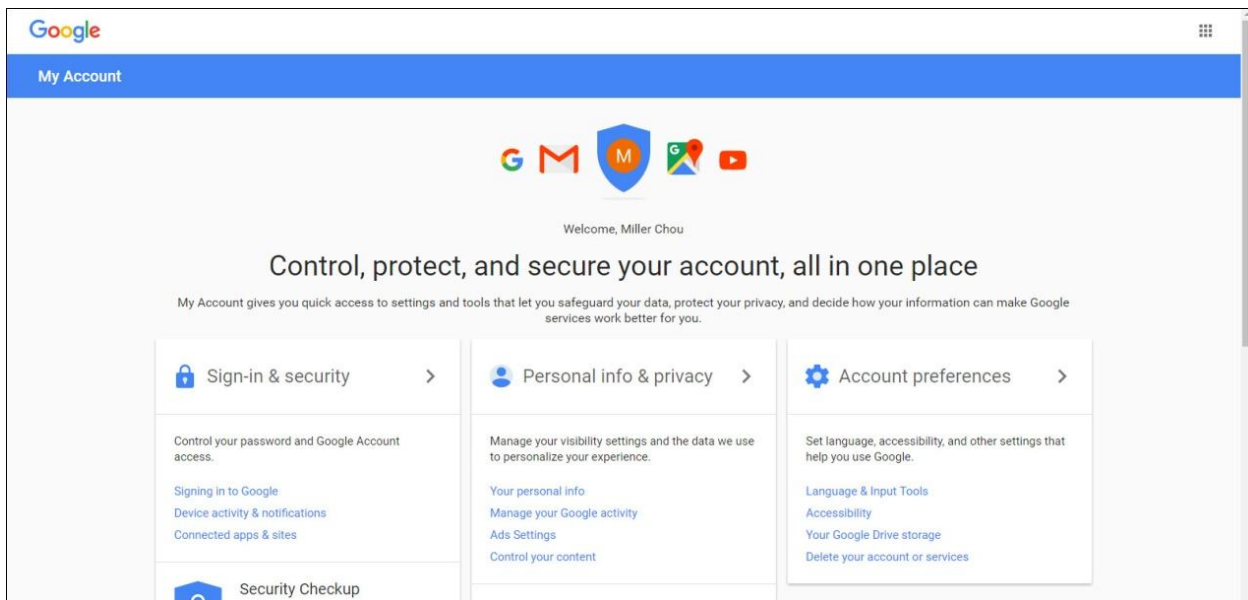 Google
My Account
G
M
G
Welcome, Miller Chou
Control, protect, and secure your account, all in one place
My Account gives you quick access to settings and tools that let you safeguard your data, protect your privacy, and decide how your information can make Google
services work better for you.
Sign-in & security
Control your password and Google Account
access.
Signing in to Google
Device activity & notifications
Connected apps & sites
Security Checkup
Personal info & privacy
Manage your visibility settings and the data we use
to personalize your experience.
Your personal info
Manage your Google activity
Ads Settings
Control your content
Account preferences
Set language, accessibility, and other settings that
help you use Google.
Language & Input Tools
Accessibility
Your Google Drive storage
Delete your account or services